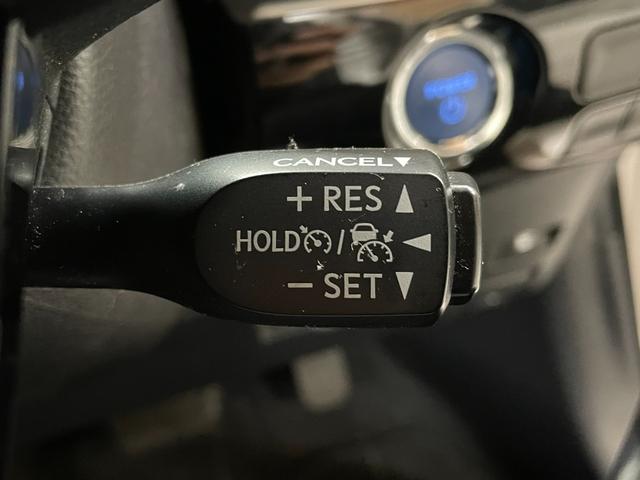 CANCEL▼
+ RES ▲
HOLD / ◀
− SET ▼